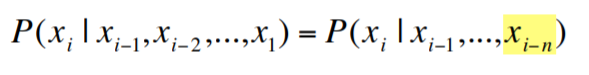 P(x_i | x_{i-1},x_{i-2},...,x_1) = P(x_i | x_{i-1},...,x_{i-n})